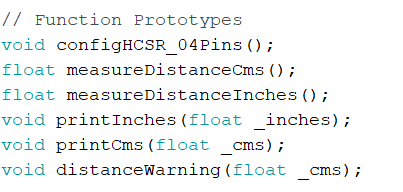 // Function Prototypes
void configHCSR_04Pins();
float measureDistanceCms();
float measureDistanceInches();
void printInches(float _inches);
void printCms(float _cms);
void distanceWarning(float _cms);